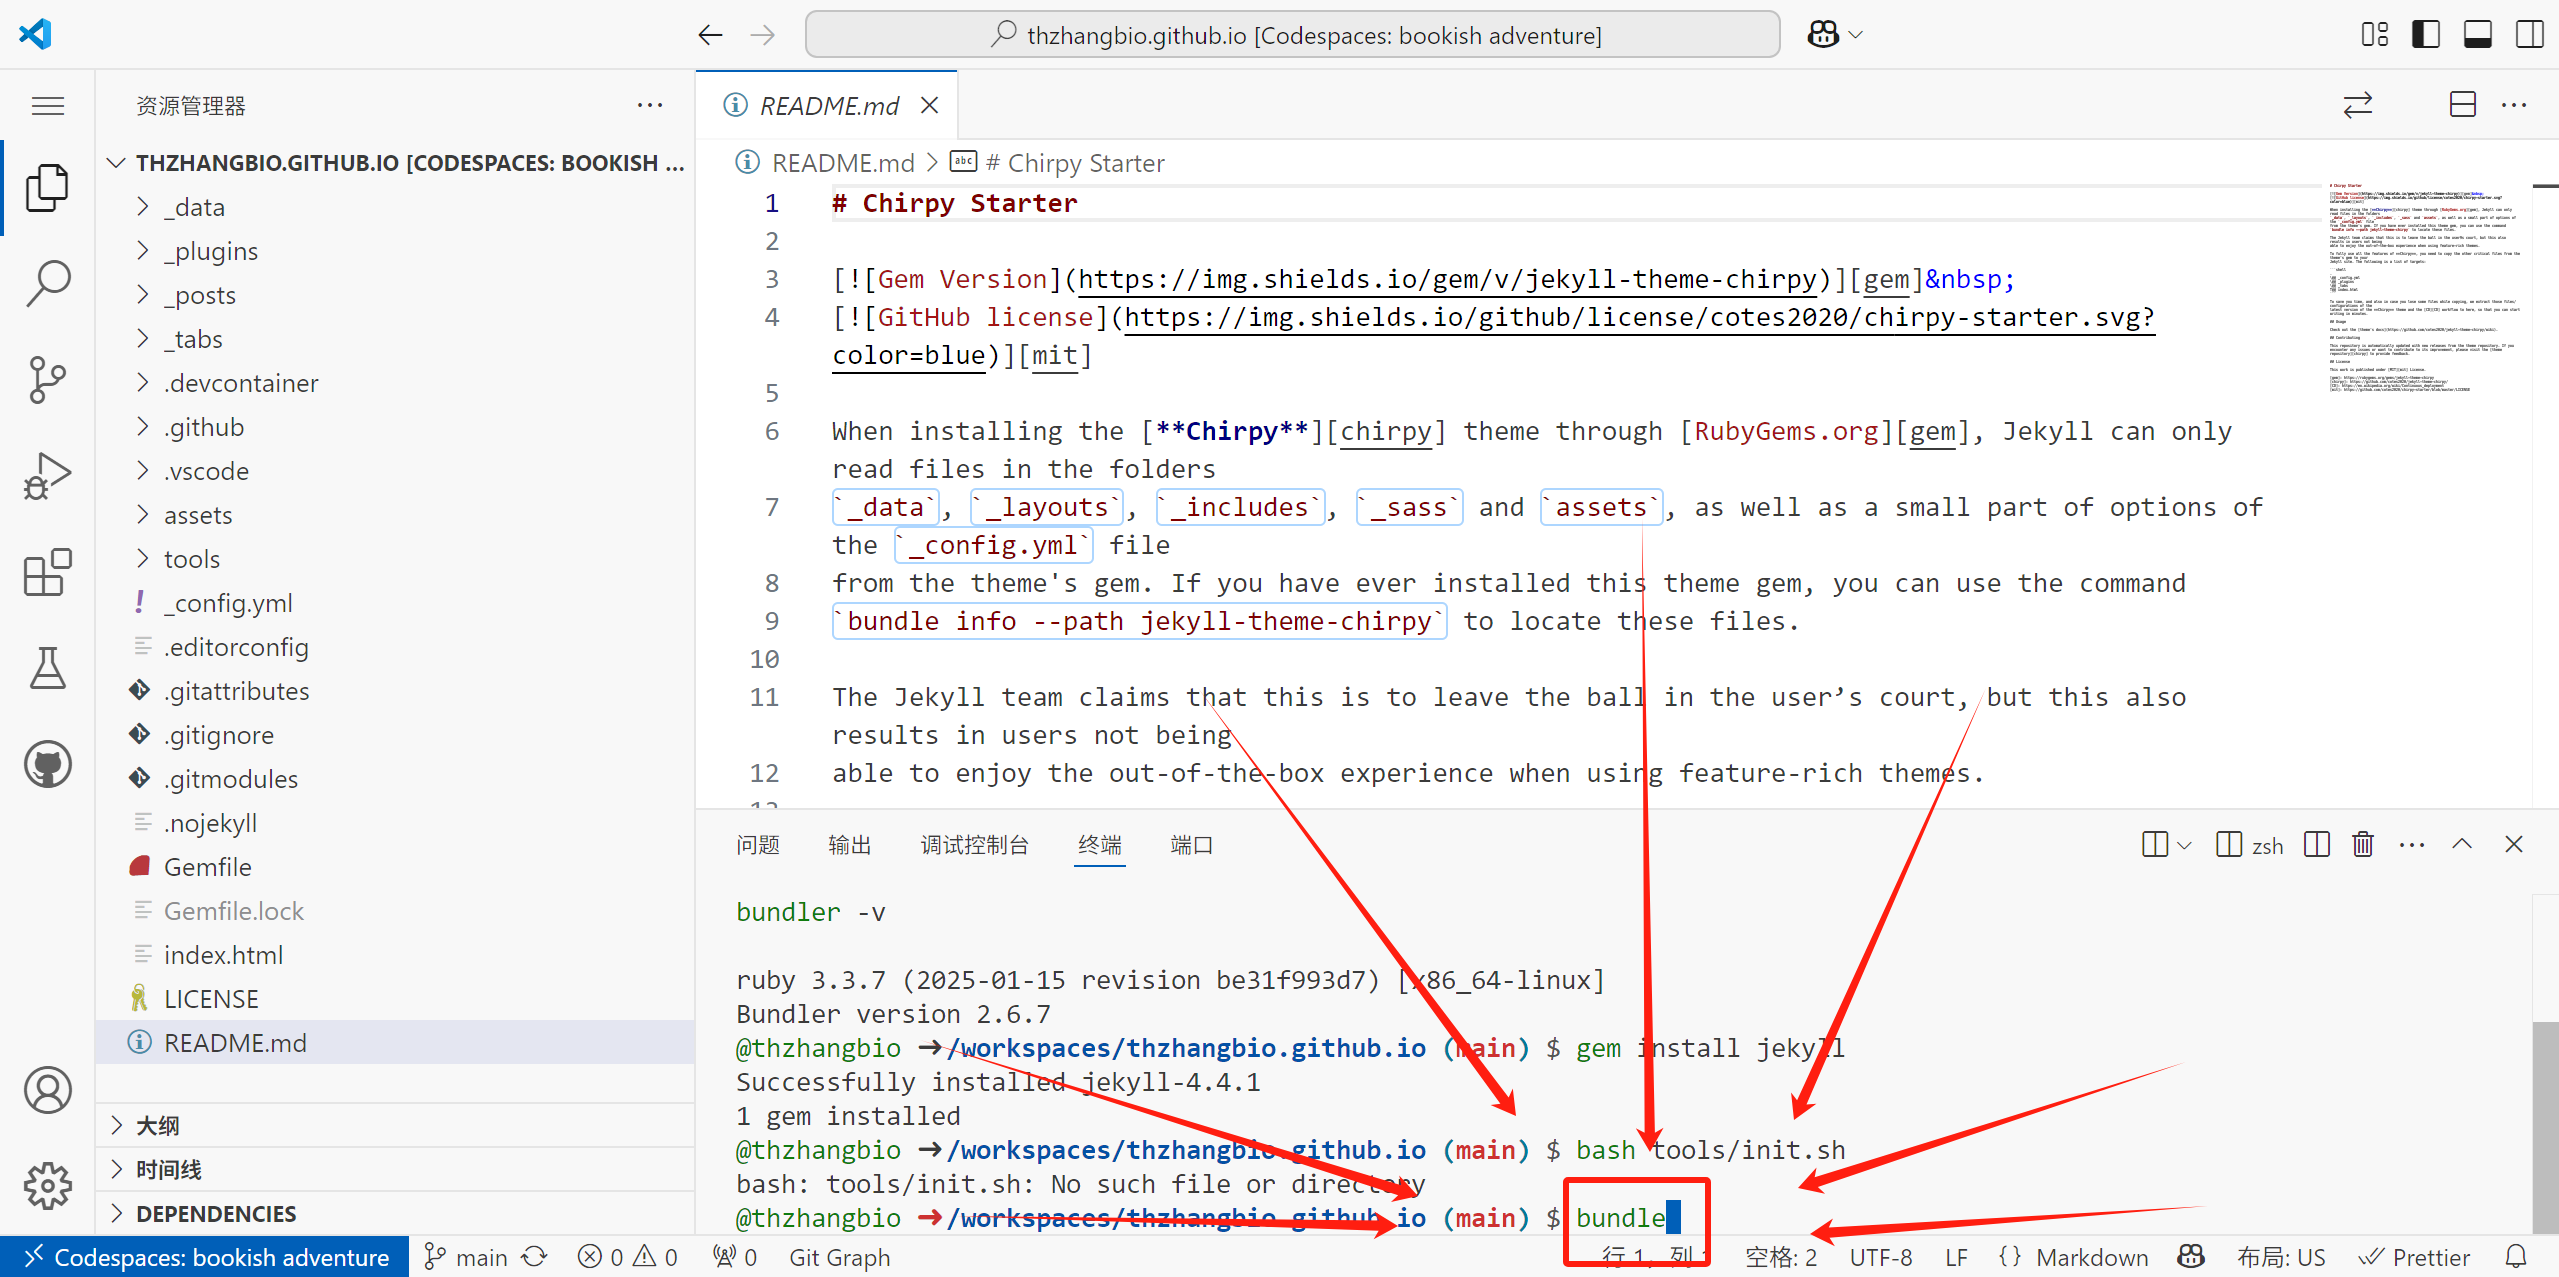 thzhangbio.github.io [Codespaces: bookish adventure]
资源管理器
THZHANGBIO.GITHUB.IO [CODESPACES: BOOKISH ...
_data
_plugins
_posts
_tabs
.devcontainer
.github
.vscode
assets
tools
_config.yml
.editorconfig
.gitattributes
.gitignore
.gitmodules
.nojekyll
Gemfile
Gemfile.lock
index.html
LICENSE
README.md
大纲
时间线
DEPENDENCIES
README.md
README.md > # Chirpy Starter
1 # Chirpy Starter
2
3 [![Gem Version](https://img.shields.io/gem/v/jekyll-theme-chirpy)][gem]&nbsp;
4 [![GitHub license](https://img.shields.io/github/license/cotes2020/chirpy-starter.svg?
color=blue)][mit]
5
6 When installing the [**Chirpy**][chirpy] theme through [RubyGems.org][gem], Jekyll can only
read files in the folders
7 `_data`, `_layouts`, `_includes`, `_sass` and `assets`, as well as a small part of options of
the `_config.yml` file
8 from the theme's gem. If you have ever installed this theme gem, you can use the command
9 `bundle info --path jekyll-theme-chirpy` to locate these files.
10
11 The Jekyll team claims that this is to leave the ball in the user’s court, but this also
results in users not being
12 able to enjoy the out-of-the-box experience when using feature-rich themes.
问题 输出 调试控制台 终端 端口
zsh
bundler -v
ruby 3.3.7 (2025-01-15 revision be31f993d7) [x86_64-linux]
Bundler version 2.6.7
@thzhangbio ➜/workspaces/thzhangbio.github.io (main) $ gem install jekyll
Successfully installed jekyll-4.4.1
1 gem installed
@thzhangbio ➜/workspaces/thzhangbio.github.io (main) $ bash tools/init.sh
bash: tools/init.sh: No such file or directory
@thzhangbio ➜/workspaces/thzhangbio.github.io (main) $ bundle
Codespaces: bookish adventure main 0 0 0 Git Graph 行 1，列 1 空格: 2 UTF-8 LF {} Markdown 布局: US Prettier